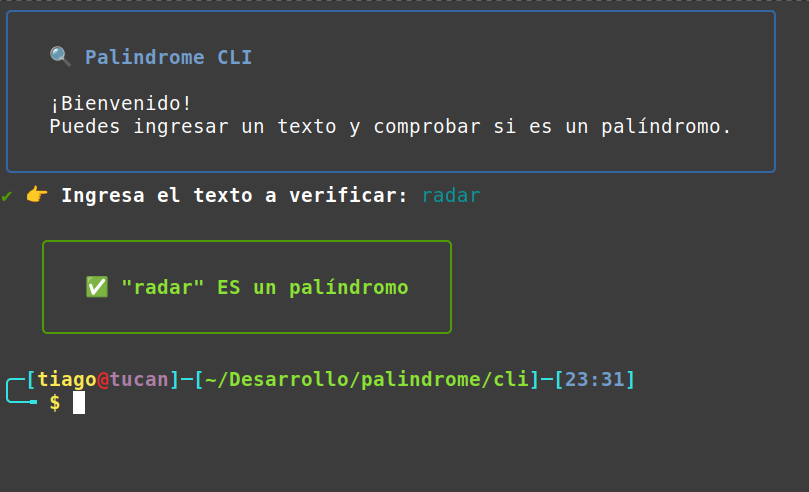 🔍 Palindrome CLI
¡Bienvenido!
Puedes ingresar un texto y comprobar si es un palíndromo.
✔ 👉 Ingresa el texto a verificar: radar
✅ "radar" ES un palíndromo
╭─[tiago@tucan]─[~/Desarrollo/palindrome/cli]─[23:31]
╰─╼ $